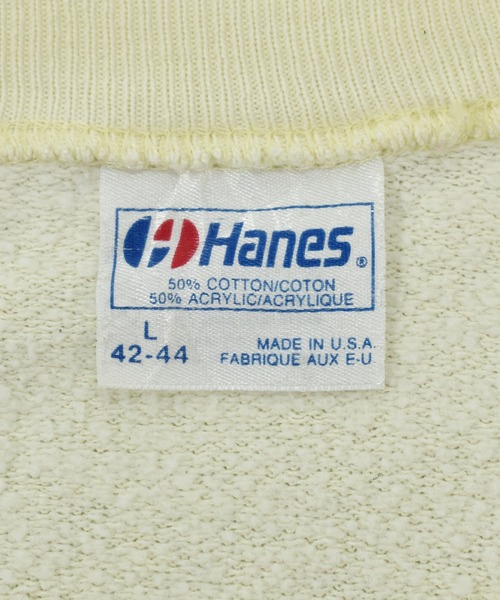 Hanes®
50% COTTON/COTON
50% ACRYLIC/ACRYLIQUE
L
42-44
MADE IN U.S.A.
FABRIQUE AUX E-U